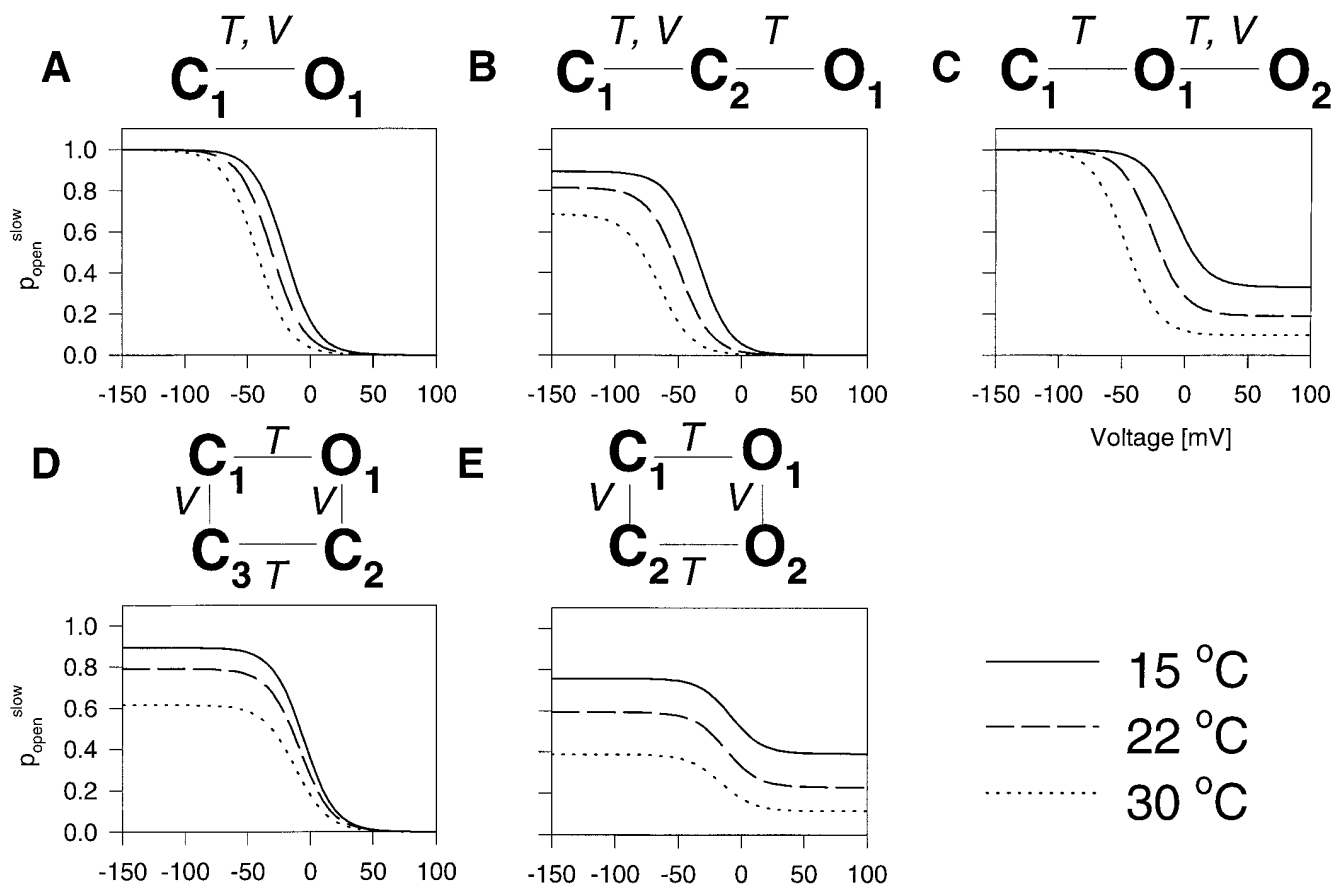 A
T, V
C1 O1
B
T, V T
C1 C2 O1
C
T T, V
C1 O1 O2
popen slow
1.0
0.8
0.6
0.4
0.2
0.0
-150 -100 -50 0 50 100
-150 -100 -50 0 50 100
-150 -100 -50 0 50 100
Voltage [mV]
D
T
C1 O1
V V
C3 C2
T
E
T
C1 O1
V V
C2 O2
T
popen slow
1.0
0.8
0.6
0.4
0.2
0.0
-150 -100 -50 0 50 100
-150 -100 -50 0 50 100
15 °C
22 °C
30 °C